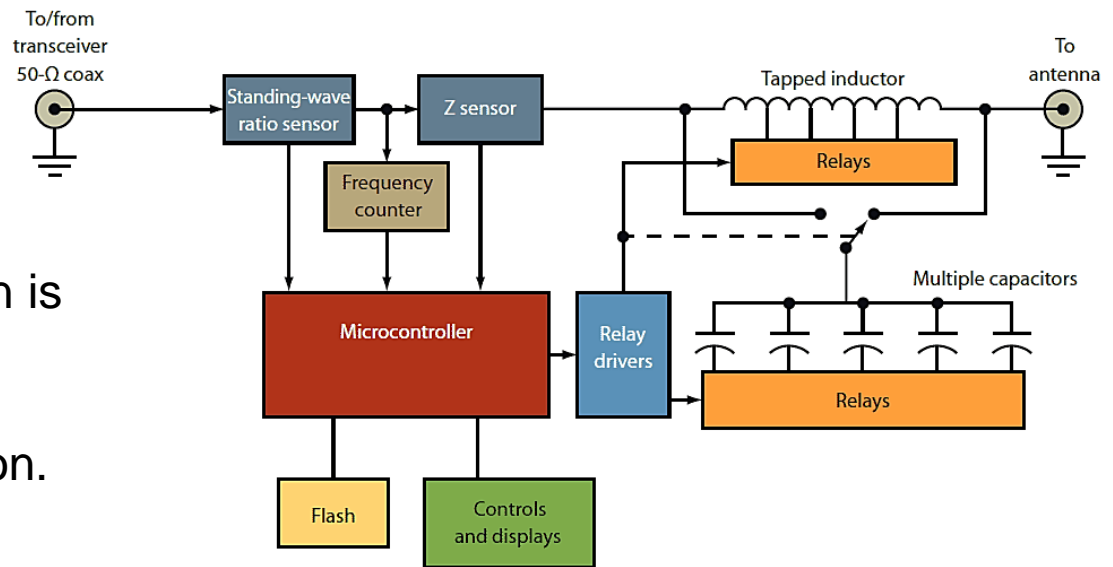 To/from
transceiver
50-Ω coax
Standing-wave
ratio sensor
Z sensor
Frequency
counter
Tapped inductor
Relays
To
antenna
is
Microcontroller
Relay
drivers
Multiple capacitors
Relays
on.
Flash
Controls
and displays